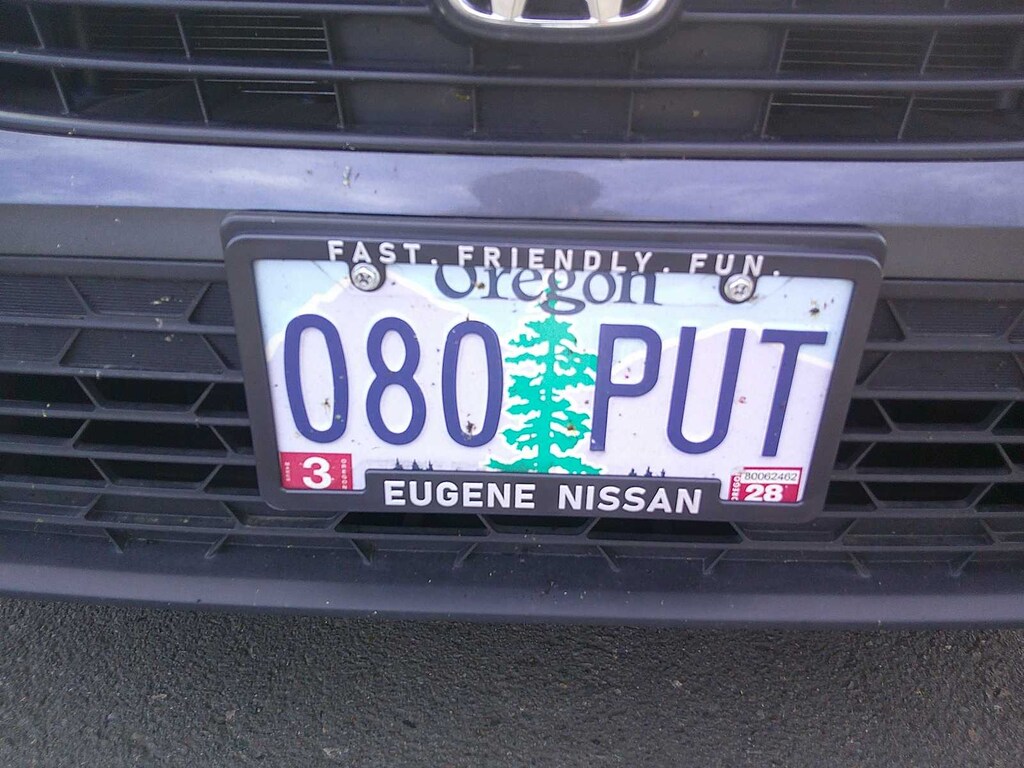 FAST. FRIENDLY. FUN.
Oregon
080 PUT
3
80062462
28
EUGENE NISSAN